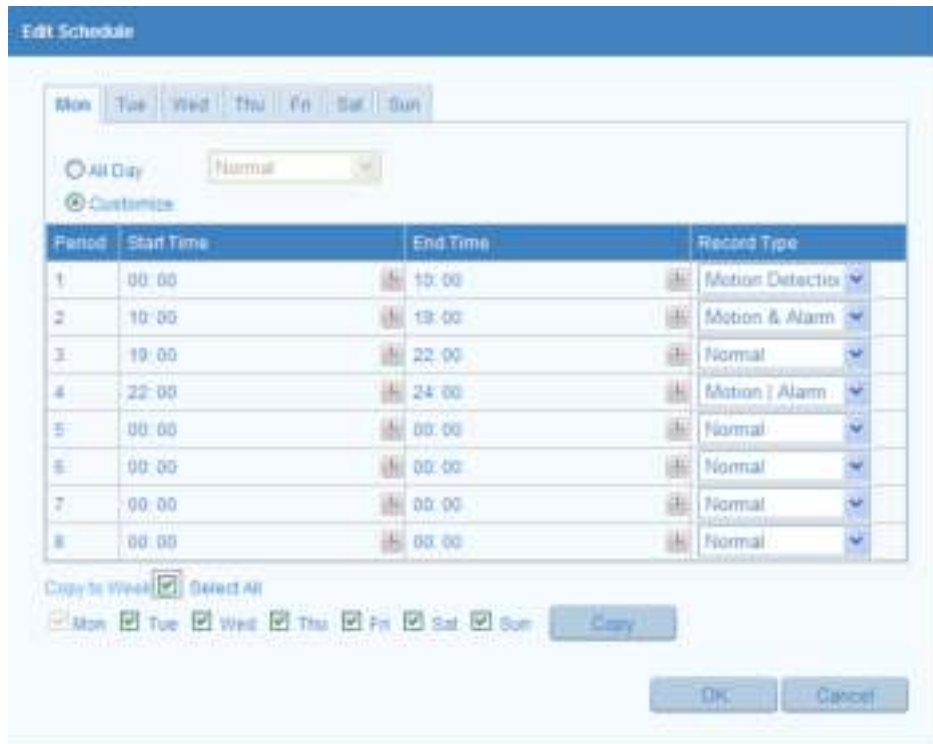 Edit Schedule
Mon Tue Wed Thu Fri Sat Sun
All Day Normal
Customize
Period Start Time End Time Record Type
1 00: 00 10: 00 Motion Detectio
2 10: 00 19: 00 Motion & Alarm
3 19: 00 22: 00 Normal
4 22: 00 24: 00 Motion | Alarm
5 00: 00 00: 00 Normal
6 00: 00 00: 00 Normal
7 00: 00 00: 00 Normal
8 00: 00 00: 00 Normal
Copy to Week Select All
Mon Tue Wed Thu Fri Sat Sun Copy
OK Cancel